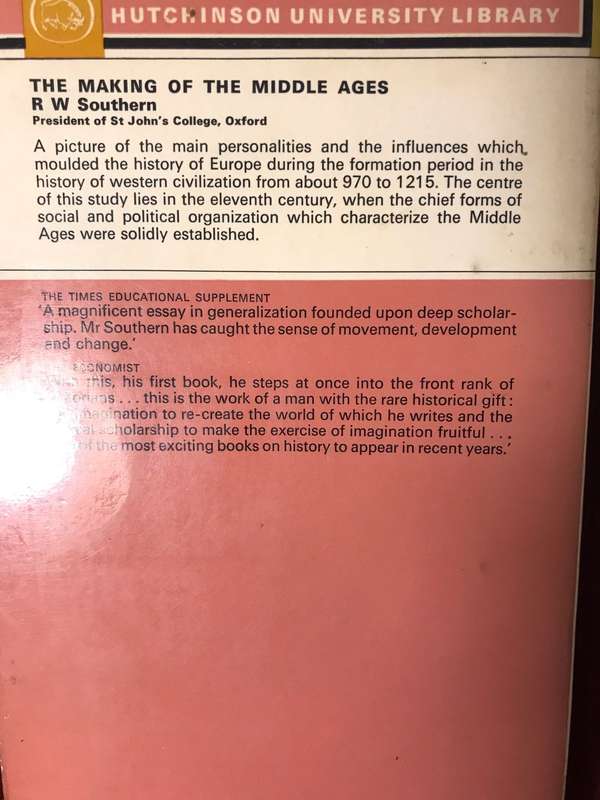 HUTCHINSON UNIVERSITY LIBRARY
THE MAKING OF THE MIDDLE AGES
R W Southern
President of St John's College, Oxford
A picture of the main personalities and the influences which
moulded the history of Europe during the formation period in the
history of western civilization from about 970 to 1215. The centre
of this study lies in the eleventh century, when the chief forms of
social and political organization which characterize the Middle
Ages were solidly established.
THE TIMES EDUCATIONAL SUPPLEMENT
'A magnificent essay in generalization founded upon deep scholar-
ship. Mr Southern has caught the sense of movement, development
and change.'
ECONOMIST
this, his first book, he steps at once into the front rank of
... this is the work of a man with the rare historical gift:
imagination to re-create the world of which he writes and the
scholarship to make the exercise of imagination fruitful ...
of the most exciting books on history to appear in recent years.'